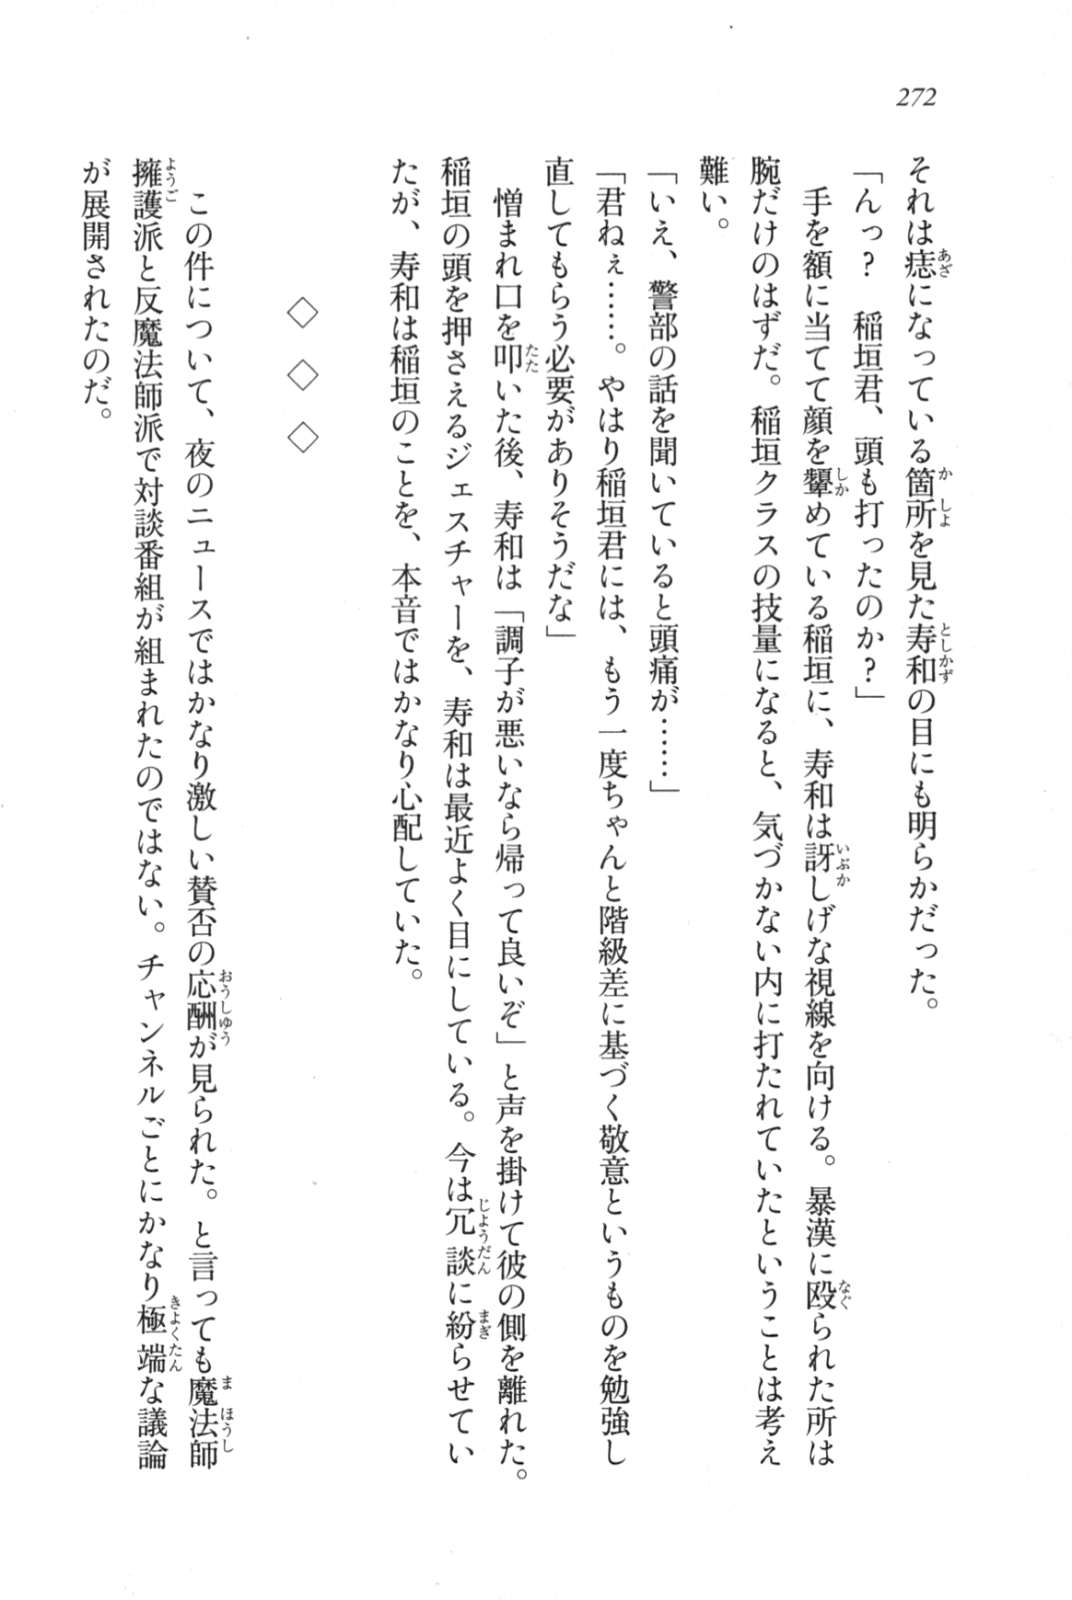 272
それは痣になっている箇所を見た寿和の目にも明らかだった。
「んっ？　稲垣君、頭も打ったのか？」
　手を額に当てて顔を顰めている稲垣に、寿和は訝しげな視線を向ける。暴漢に殴られた所は
腕だけのはずだ。稲垣クラスの技量になると、気づかない内に打たれていたということは考え
難い。
「いえ、警部の話を聞いていると頭痛が……」
「君ねぇ……。やはり稲垣君には、もう一度ちゃんと階級差に基づく敬意というものを勉強し
直してもらう必要がありそうだな」
　憎まれ口を叩いた後、寿和は「調子が悪いなら帰って良いぞ」と声を掛けて彼の側を離れた。
稲垣の頭を押さえるジェスチャーを、寿和は最近よく目にしている。今は冗談に紛らせてい
たが、寿和は稲垣のことを、本音ではかなり心配していた。
◇　◇　◇
　この件について、夜のニュースではかなり激しい賛否の応酬が見られた。と言っても魔法師
擁護派と反魔法師派で対談番組が組まれたのではない。チャンネルごとにかなり極端な議論
が展開されたのだ。